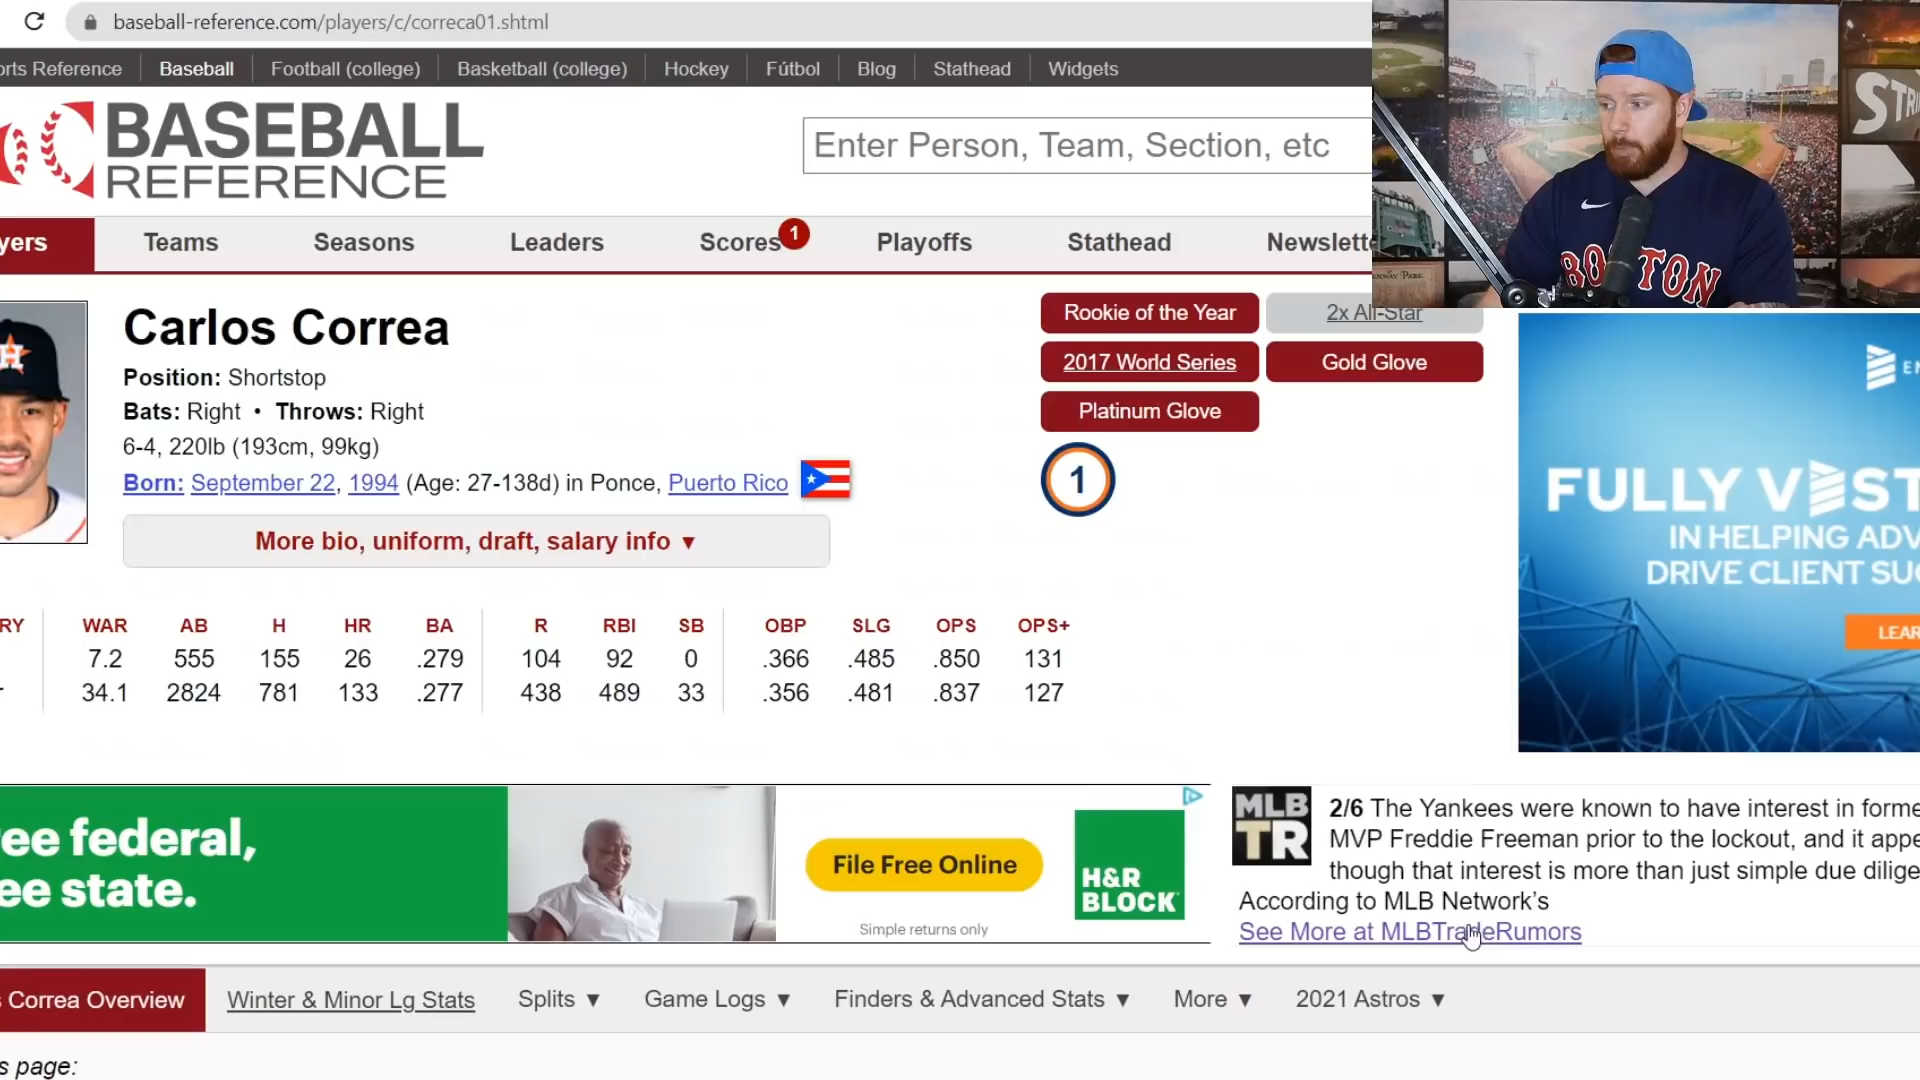 baseball-reference.com/players/c/correca01.shtml
orts Reference Baseball Football (college) Basketball (college) Hockey Fútbol Blog Stathead Widgets
BASEBALL
REFERENCE
Enter Person, Team, Section, etc
yers Teams Seasons Leaders Scores 1 Playoffs Stathead Newslett
BOSTON
ENWAY PARK
Carlos Correa
Position: Shortstop
Bats: Right • Throws: Right
6-4, 220lb (193cm, 99kg)
Born: September 22, 1994 (Age: 27-138d) in Ponce, Puerto Rico
More bio, uniform, draft, salary info ▼
Rookie of the Year 2x All-Star
2017 World Series Gold Glove
Platinum Glove
1
H
EN
FULLY VEST
IN HELPING ADV
DRIVE CLIENT SUC
LEAR
RY WAR AB H HR BA R RBI SB OBP SLG OPS OPS+
7.2 555 155 26 .279 104 92 0 .366 .485 .850 131
34.1 2824 781 133 .277 438 489 33 .356 .481 .837 127
ee federal,
ee state.
File Free Online
Simple returns only
H&R
BLOCK
MLB
TR
2/6 The Yankees were known to have interest in forme
MVP Freddie Freeman prior to the lockout, and it appe
though that interest is more than just simple due dilige
According to MLB Network's
See More at MLBTradeRumors
s Correa Overview Winter & Minor Lg Stats Splits ▼ Game Logs ▼ Finders & Advanced Stats ▼ More ▼ 2021 Astros ▼
s page: